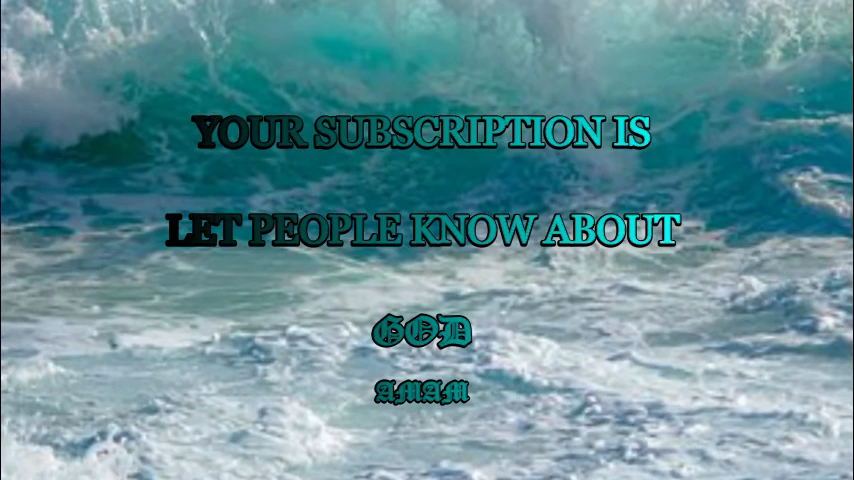 YOUR SUBSCRIPTION IS
LET PEOPLE KNOW ABOUT
GOD
AMAM